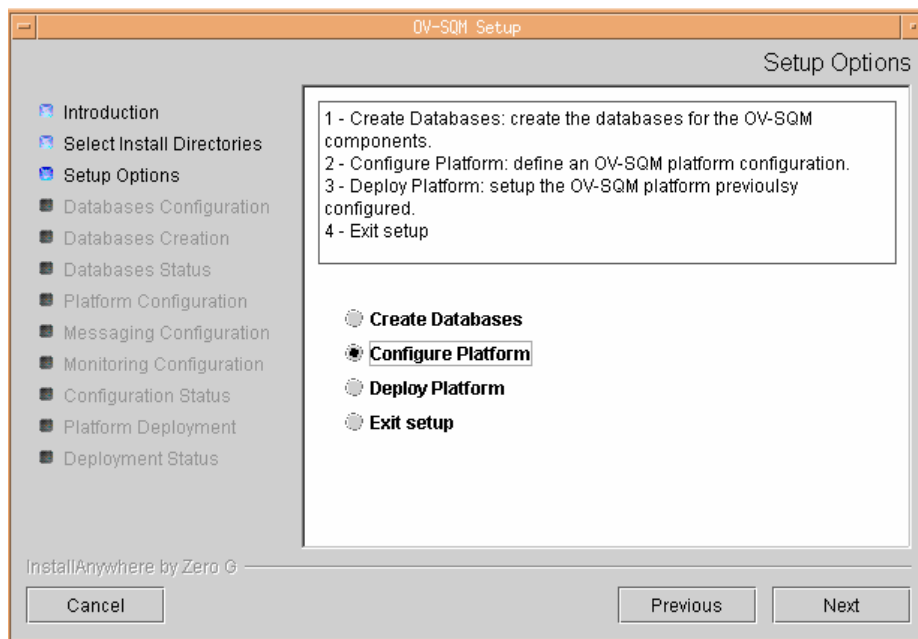 OV-SQM Setup
Setup Options
Introduction
Select Install Directories
Setup Options
Databases Configuration
Databases Creation
Databases Status
Platform Configuration
Messaging Configuration
Monitoring Configuration
Configuration Status
Platform Deployment
Deployment Status
1 - Create Databases: create the databases for the OV-SQM
components.
2 - Configure Platform: define an OV-SQM platform configuration.
3 - Deploy Platform: setup the OV-SQM platform previoulsy
configured.
4 - Exit setup
Create Databases
Configure Platform
Deploy Platform
Exit setup
InstallAnywhere by Zero G
Cancel
Previous
Next